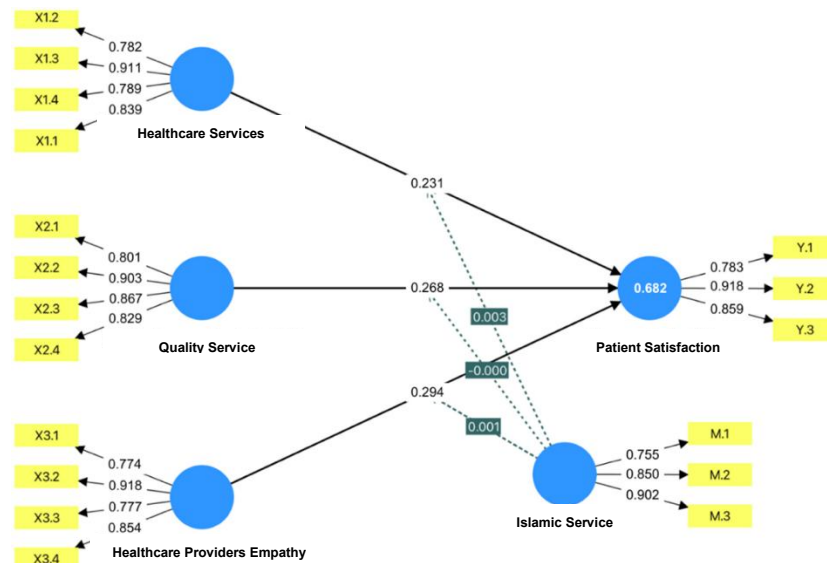 X1.2
0.782
X1.3
0.911
X1.4
0.789
0.839
X1.1
Healthcare Services
0.231
X2.1
0.801
X2.2
0.903
X2.3
0.867
0.829
X2.4
Quality Service
0.268
0.003
-0.000
0.294
0.001
0.682
Patient Satisfaction
0.783
Y.1
0.918
Y.2
0.859
Y.3
X3.1
0.774
X3.2
0.918
X3.3
0.777
0.854
X3.4
Healthcare Providers Empathy
0.755
M.1
0.850
M.2
0.902
M.3
Islamic Service